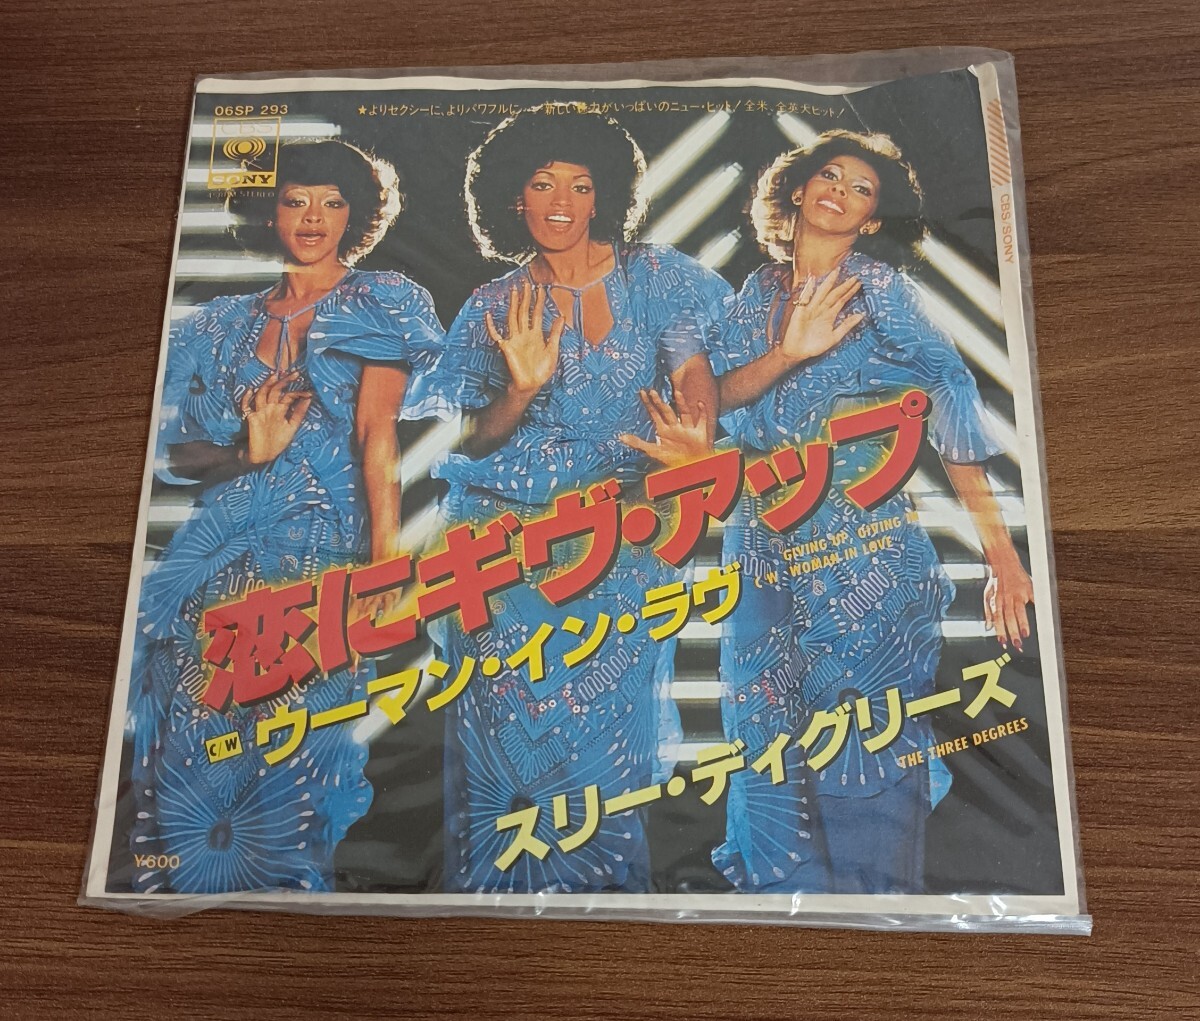 06SP 293
CBS
SONY
STEREO
★よりセクシーに、よりパワフルに…新しい魅力がいっぱいのニュー・ヒット!全米、全英大ヒット!
CBS/SONY
恋にギヴ・アップ
GIVING UP, GIVING IN
C/W WOMAN IN LOVE
C/W ウーマン・イン・ラヴ
スリー・ディグリーズ
THE THREE DEGREES
¥600